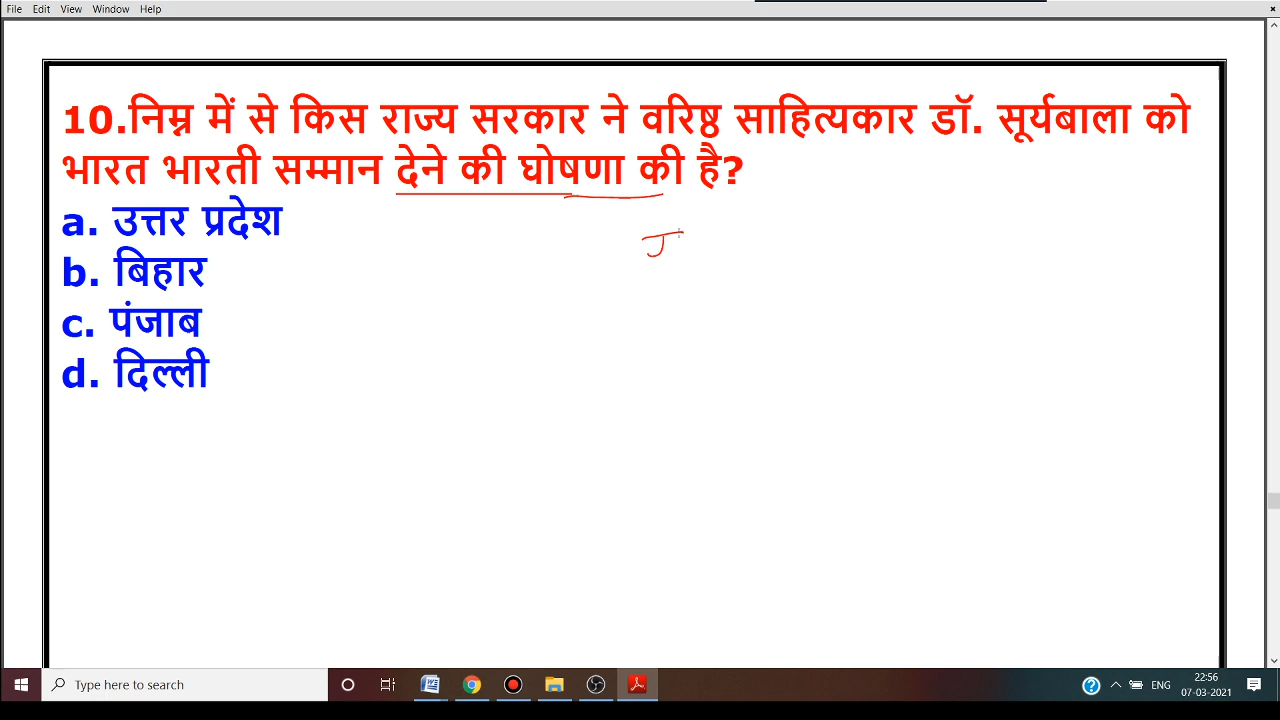 File Edit View Window Help
10.निम्न में से किस राज्य सरकार ने वरिष्ठ साहित्यकार डॉ. सूर्यबाला को
भारत भारती सम्मान देने की घोषणा की है?
a. उत्तर प्रदेश
b. बिहार
c. पंजाब
d. दिल्ली
Type here to search
ENG
22:56
07-03-2021